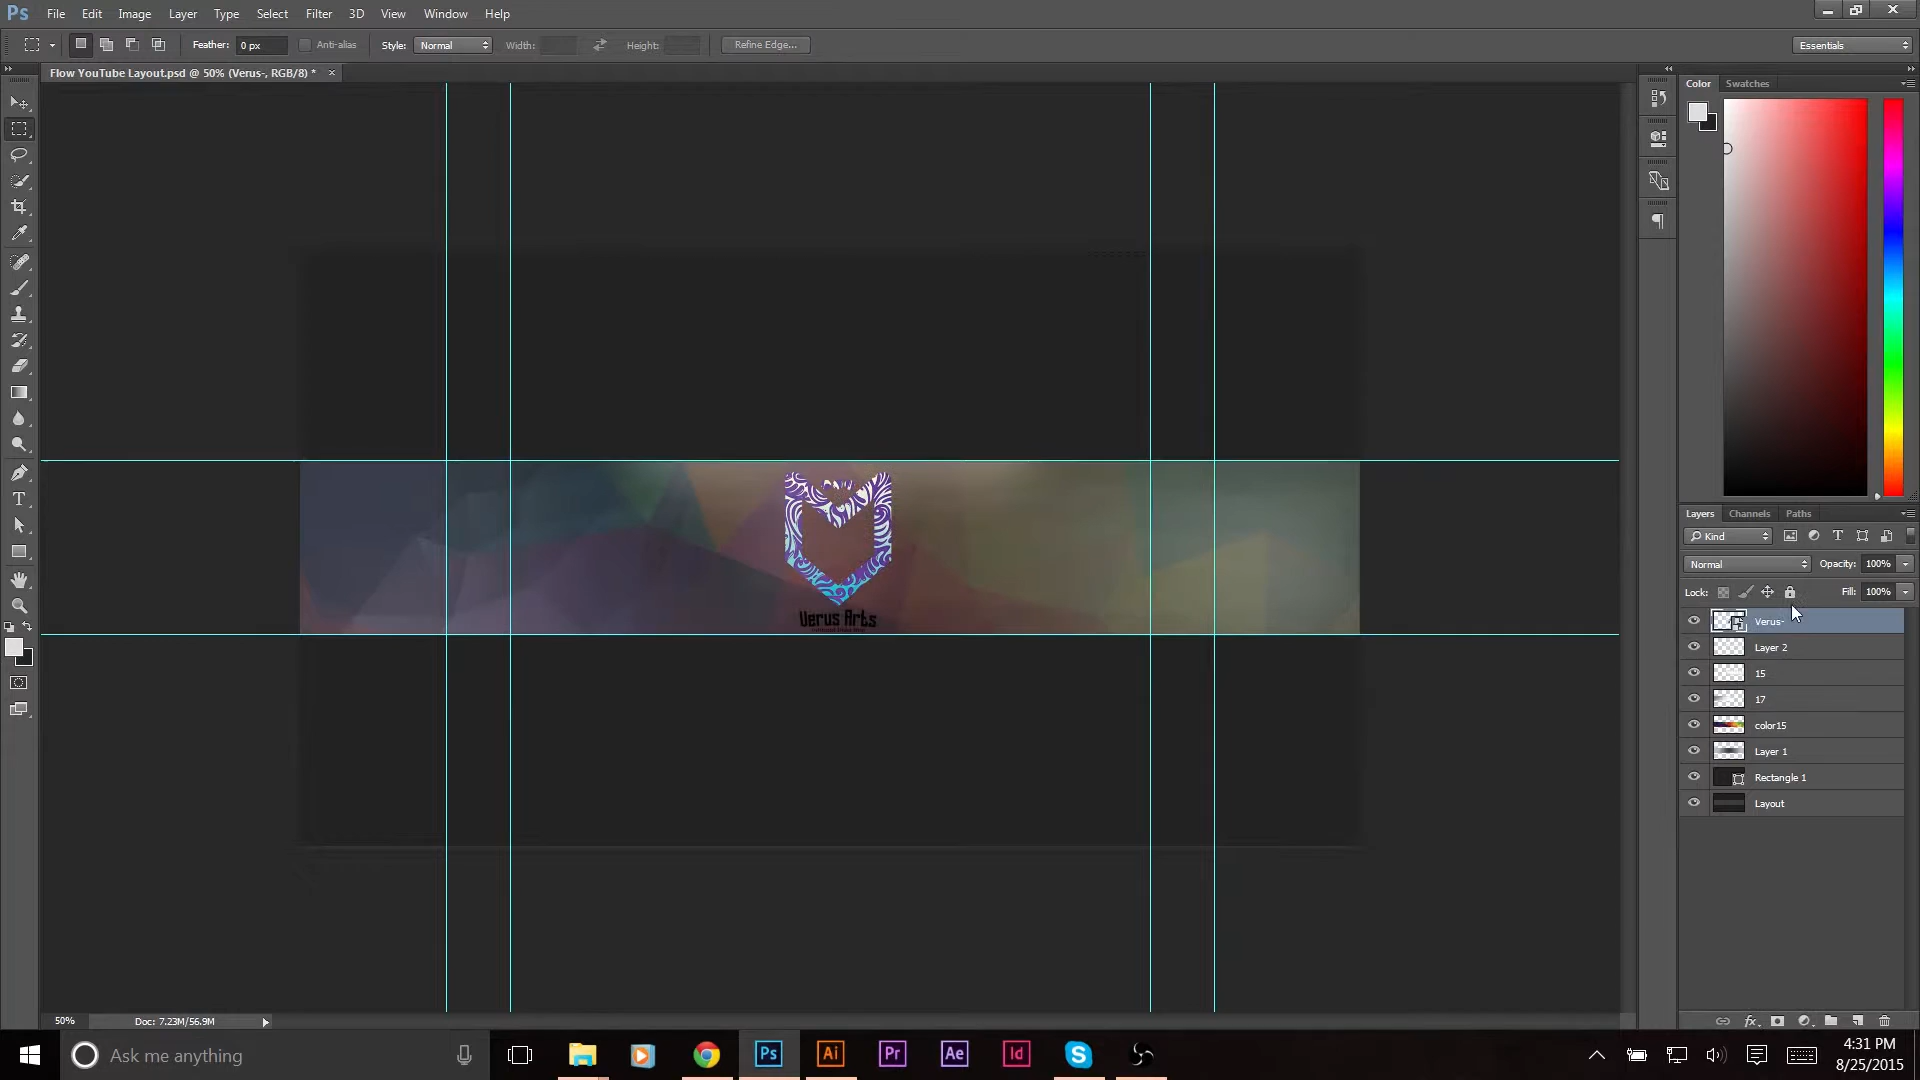 Ps File Edit Image Layer Type Select Filter 3D View Window Help
Feather: 0 px Anti-alias Style: Normal Width: Height: Refine Edge... Essentials
Flow YouTube Layout.psd @ 50% (Verus-, RGB/8) * ×
Color Swatches
Verus Arts
Layers Channels Paths
Kind
Normal Opacity: 100%
Lock: Fill: 100%
Verus-
Layer 2
15
17
color15
Layer 1
Rectangle 1
Layout
50% Doc: 7.23M/56.9M
Ask me anything
Ps Ai Pr Ae Id S
4:31 PM
8/25/2015